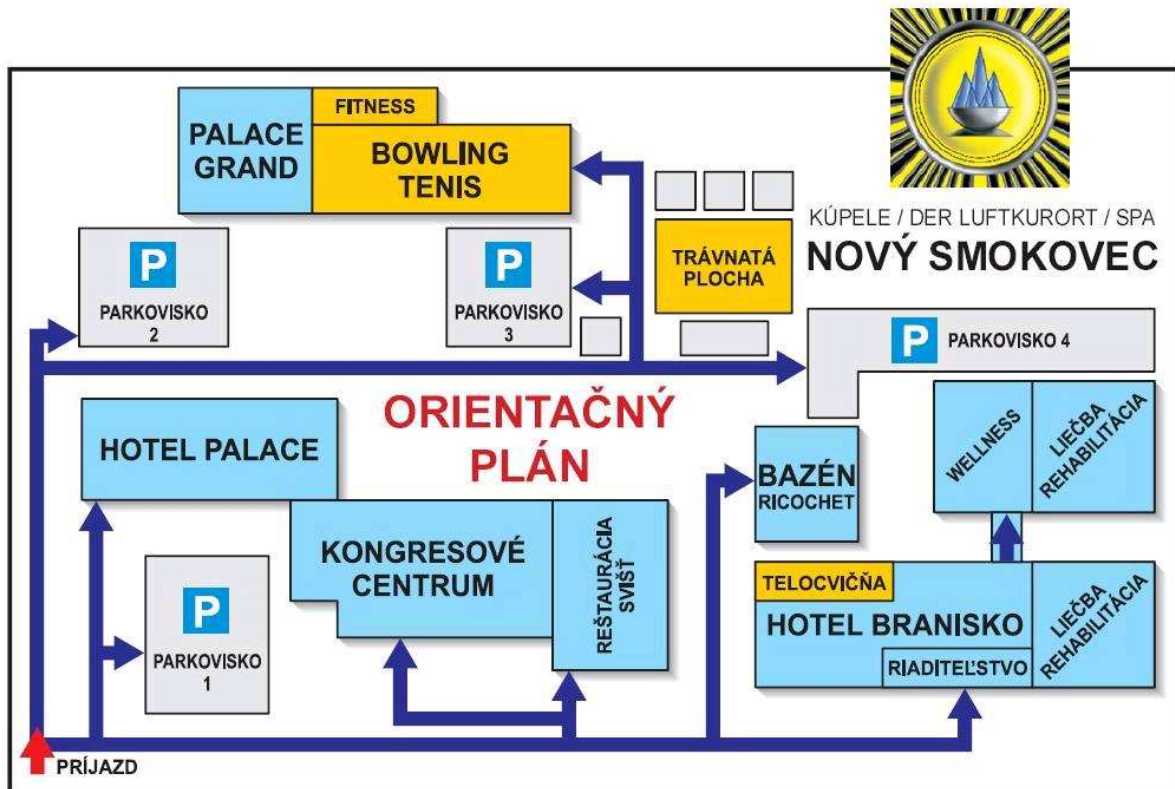 KÚPELE / DER LUFTKURORT / SPA
NOVÝ SMOKOVEC
PALACE
GRAND
FITNESS
BOWLING
TENIS
TRÁVNATÁ
PLOCHA
P
PARKOVISKO
2
P
PARKOVISKO
3
P PARKOVISKO 4
ORIENTAČNÝ
PLÁN
HOTEL PALACE
KONGRESOVÉ
CENTRUM
REŠTAURÁCIA
SVIŠŤ
BAZÉN
RICOCHET
WELLNESS
LIEČBA
REHABILITÁCIA
P
PARKOVISKO
1
TELOCVIČŇA
HOTEL BRANISKO
RIADITEĽSTVO
LIEČBA
REHABILITÁCIA
PRÍJAZD